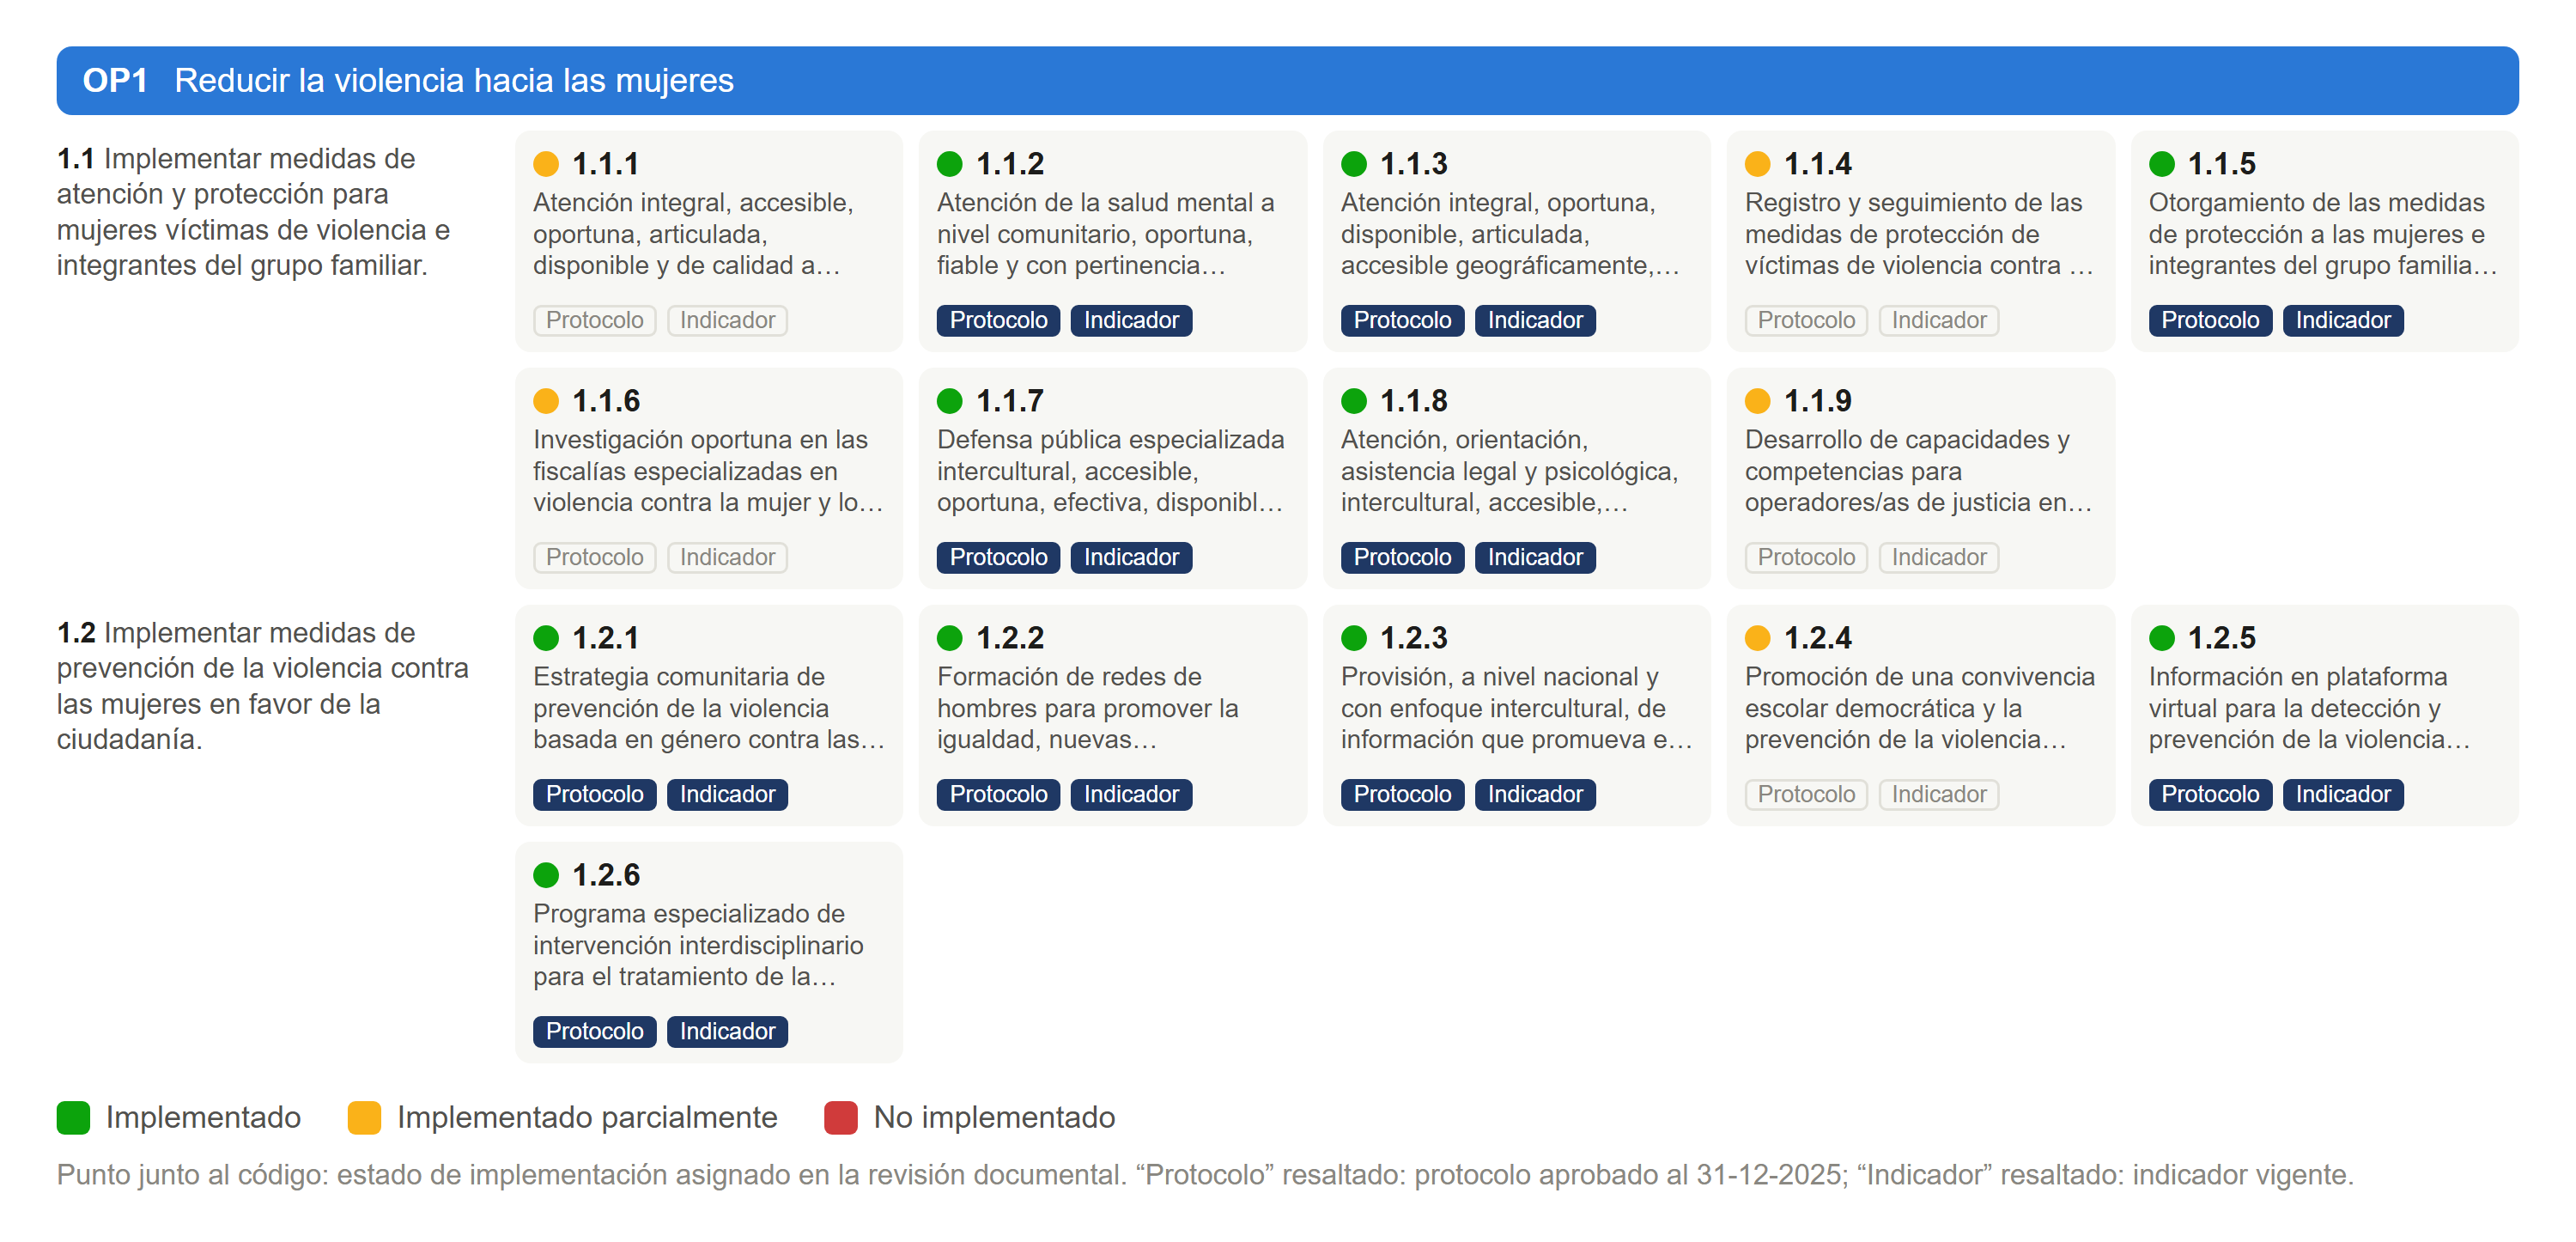 OP1 Reducir la violencia hacia las mujeres
1.1 Implementar medidas de
atención y protección para
mujeres víctimas de violencia e
integrantes del grupo familiar.
1.1.1
Atención integral, accesible,
oportuna, articulada,
disponible y de calidad a…
Protocolo Indicador
1.1.2
Atención de la salud mental a
nivel comunitario, oportuna,
fiable y con pertinencia…
Protocolo Indicador
1.1.3
Atención integral, oportuna,
disponible, articulada,
accesible geográficamente,…
Protocolo Indicador
1.1.4
Registro y seguimiento de las
medidas de protección de
víctimas de violencia contra …
Protocolo Indicador
1.1.5
Otorgamiento de las medidas
de protección a las mujeres e
integrantes del grupo familia…
Protocolo Indicador
1.1.6
Investigación oportuna en las
fiscalías especializadas en
violencia contra la mujer y lo…
Protocolo Indicador
1.1.7
Defensa pública especializada
intercultural, accesible,
oportuna, efectiva, disponibl…
Protocolo Indicador
1.1.8
Atención, orientación,
asistencia legal y psicológica,
intercultural, accesible,…
Protocolo Indicador
1.1.9
Desarrollo de capacidades y
competencias para
operadores/as de justicia en…
Protocolo Indicador
1.2 Implementar medidas de
prevención de la violencia contra
las mujeres en favor de la
ciudadanía.
1.2.1
Estrategia comunitaria de
prevención de la violencia
basada en género contra las…
Protocolo Indicador
1.2.2
Formación de redes de
hombres para promover la
igualdad, nuevas…
Protocolo Indicador
1.2.3
Provisión, a nivel nacional y
con enfoque intercultural, de
información que promueva e…
Protocolo Indicador
1.2.4
Promoción de una convivencia
escolar democrática y la
prevención de la violencia…
Protocolo Indicador
1.2.5
Información en plataforma
virtual para la detección y
prevención de la violencia…
Protocolo Indicador
1.2.6
Programa especializado de
intervención interdisciplinario
para el tratamiento de la…
Protocolo Indicador
Implementado Implementado parcialmente No implementado
Punto junto al código: estado de implementación asignado en la revisión documental. “Protocolo” resaltado: protocolo aprobado al 31-12-2025; “Indicador” resaltado: indicador vigente.